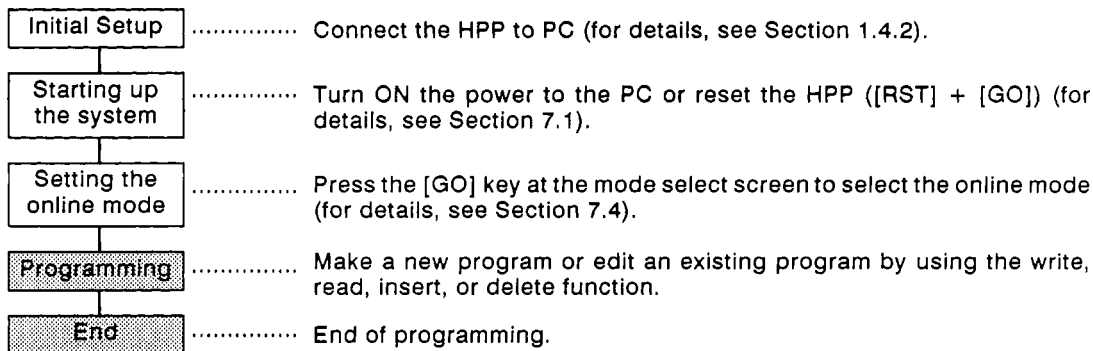 Initial Setup ............... Connect the HPP to PC (for details, see Section 1.4.2).
Starting up
the system ............... Turn ON the power to the PC or reset the HPP ([RST] + [GO]) (for
details, see Section 7.1).
Setting the
online mode ............... Press the [GO] key at the mode select screen to select the online mode
(for details, see Section 7.4).
Programming ............... Make a new program or edit an existing program by using the write,
read, insert, or delete function.
End ............... End of programming.